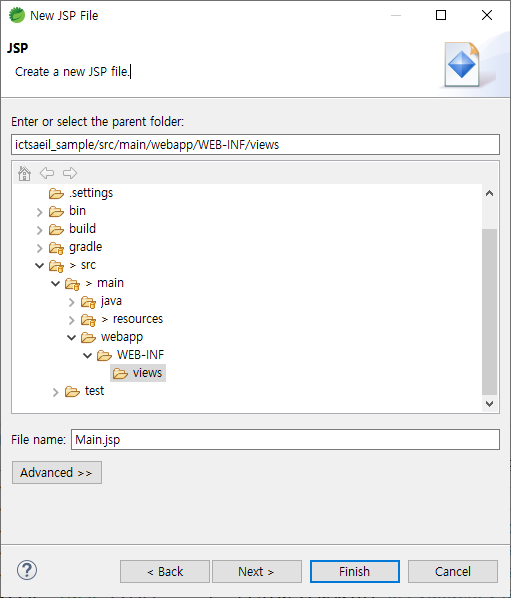 New JSP File
JSP
Create a new JSP file.
Enter or select the parent folder:
ictsaeil_sample/src/main/webapp/WEB-INF/views
.settings
bin
build
gradle
> src
> main
java
> resources
webapp
WEB-INF
views
test
File name: Main.jsp
Advanced >>
? < Back Next > Finish Cancel